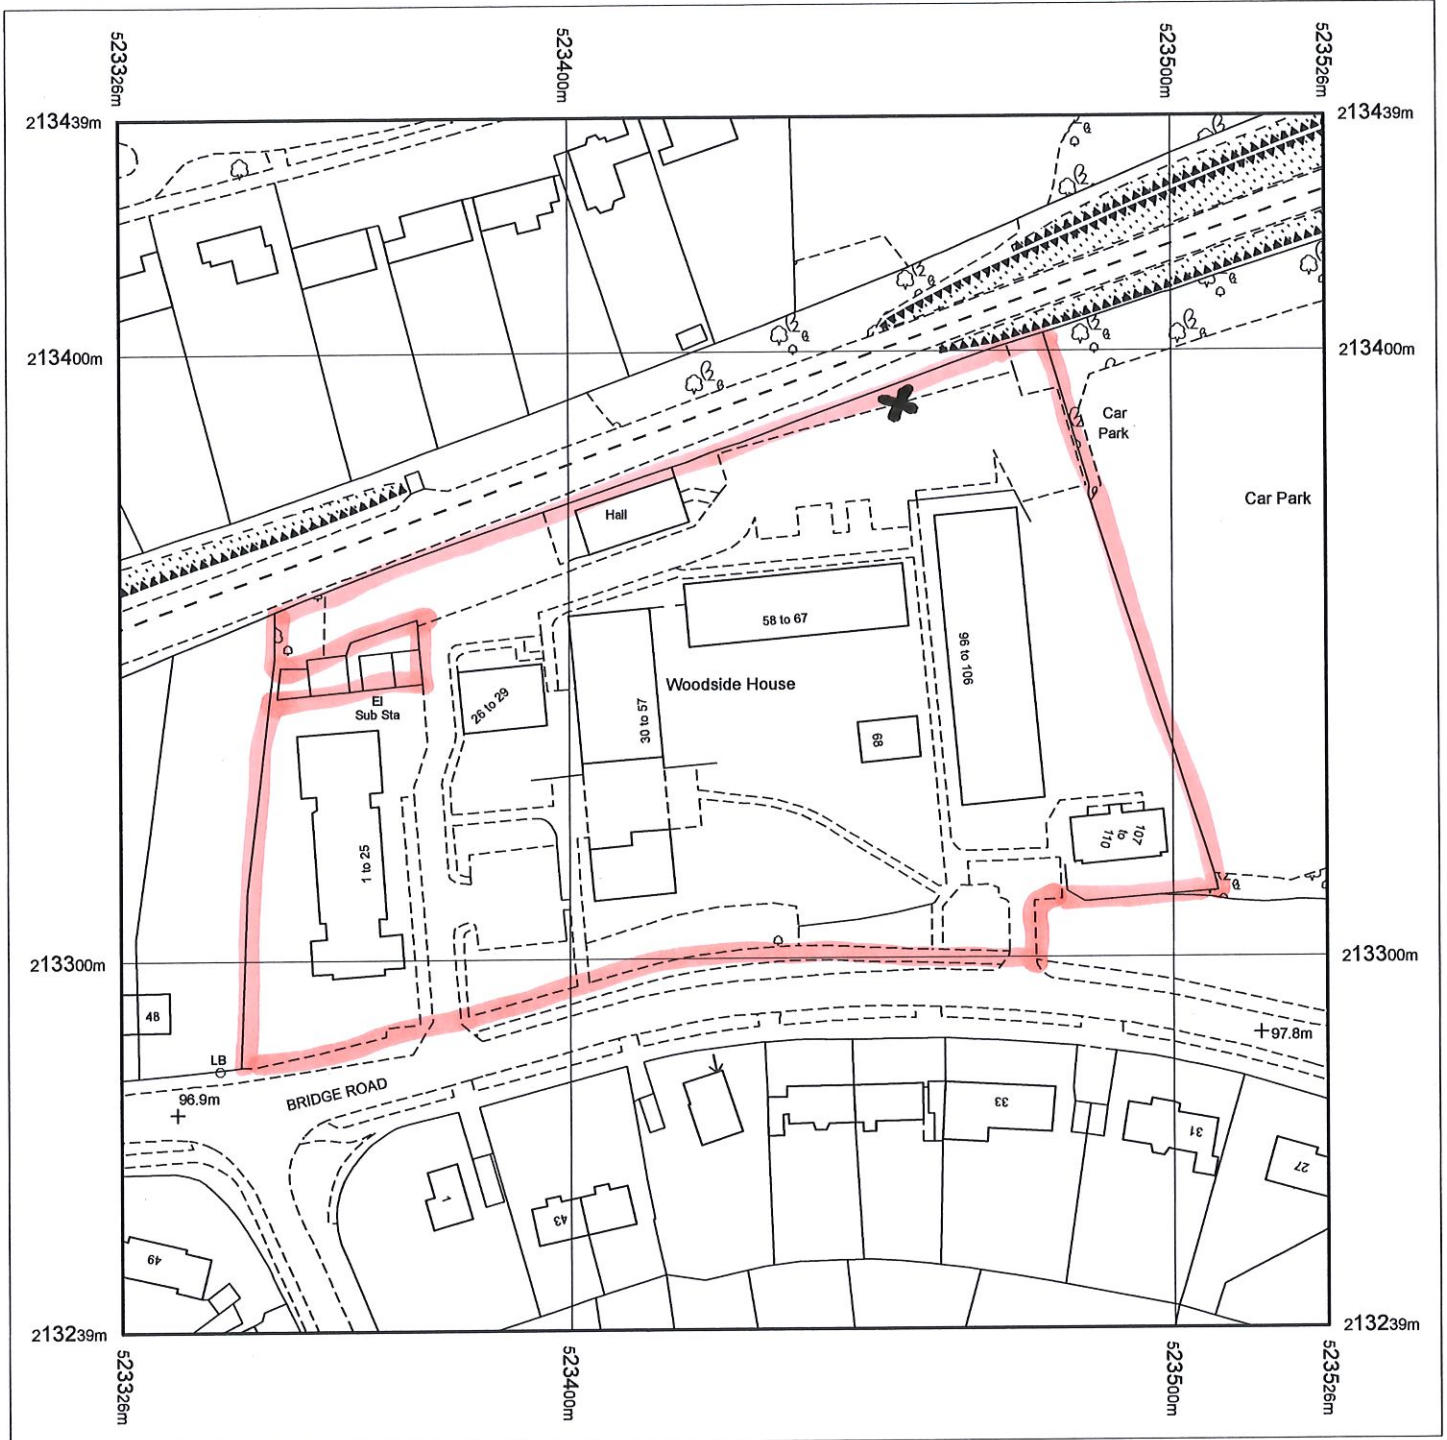 523326m
523400m
523500m
523526m
213439m
213439m
213400m
213400m
Car
Park
Car Park
Hall
58 to 67
96 to 106
Woodside House
26 to 29
30 to 57
El
Sub Sta
68
1 to 25
107
to
110
213300m
213300m
48
97.8m
LB
BRIDGE ROAD
96.9m
33
31
27
1
43
49
213239m
213239m
523326m
523400m
523500m
523526m